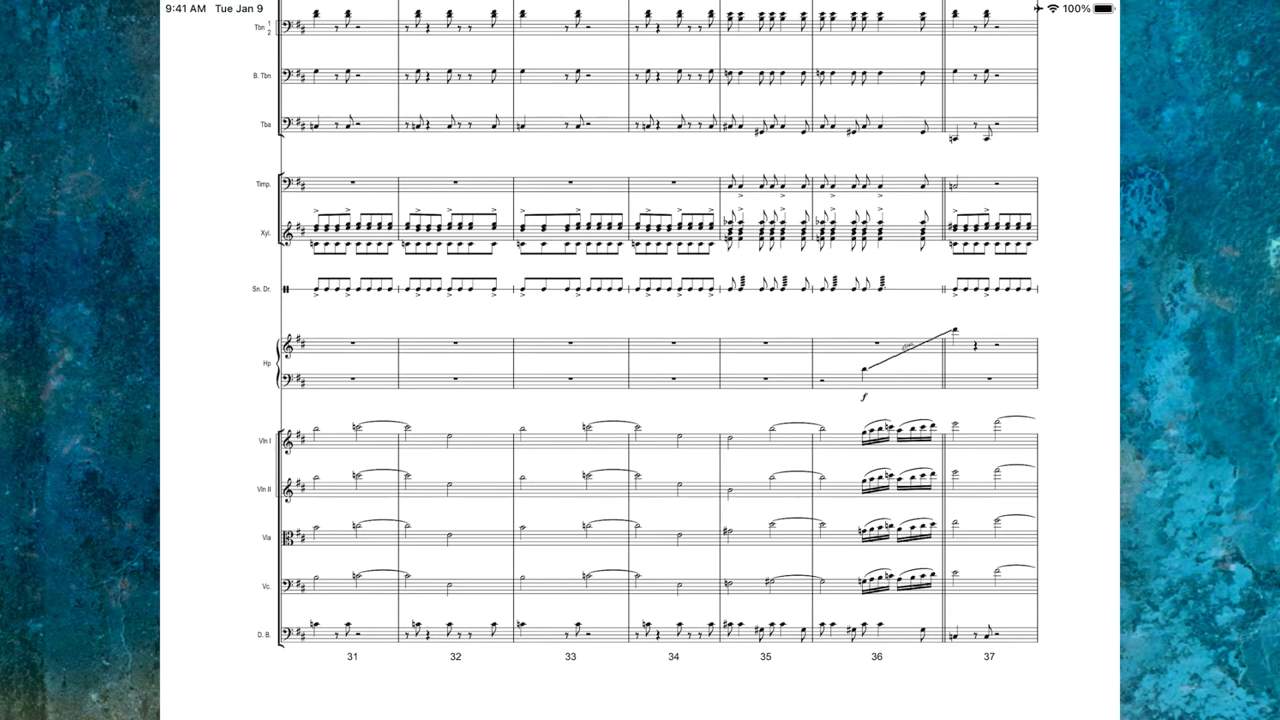 9:41 AM Tue Jan 9 100%
Tbn 1
2
B. Tbn
Tba
Timp.
Xyl.
Sn. Dr.
Hp
gliss.
f
Vln I
Vln II
Vla
Vc.
D. B.
31 32 33 34 35 36 37